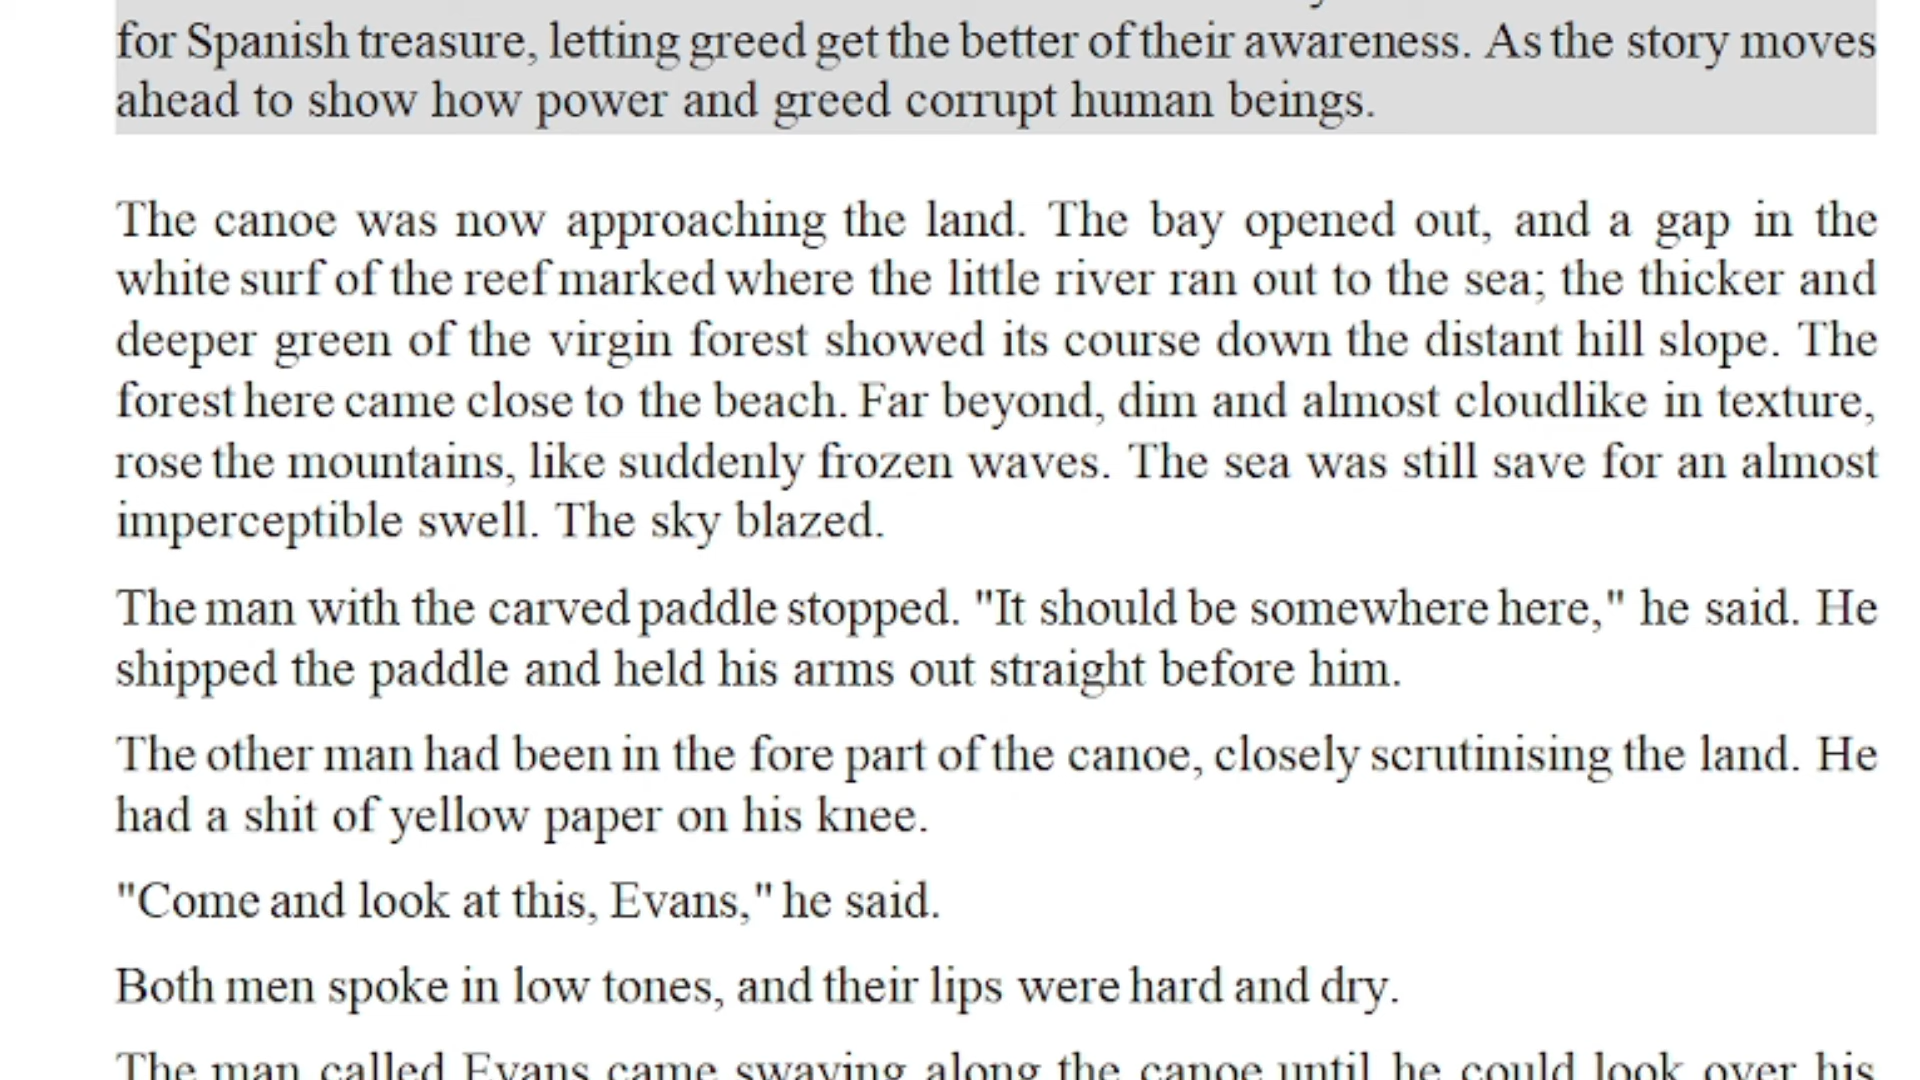 for Spanish treasure, letting greed get the better of their awareness. As the story moves
ahead to show how power and greed corrupt human beings.
The canoe was now approaching the land. The bay opened out, and a gap in the
white surf of the reef marked where the little river ran out to the sea; the thicker and
deeper green of the virgin forest showed its course down the distant hill slope. The
forest here came close to the beach. Far beyond, dim and almost cloudlike in texture,
rose the mountains, like suddenly frozen waves. The sea was still save for an almost
imperceptible swell. The sky blazed.
The man with the carved paddle stopped. "It should be somewhere here," he said. He
shipped the paddle and held his arms out straight before him.
The other man had been in the fore part of the canoe, closely scrutinising the land. He
had a shit of yellow paper on his knee.
"Come and look at this, Evans," he said.
Both men spoke in low tones, and their lips were hard and dry.
The man called Evans came swaying along the canoe until he could look over his